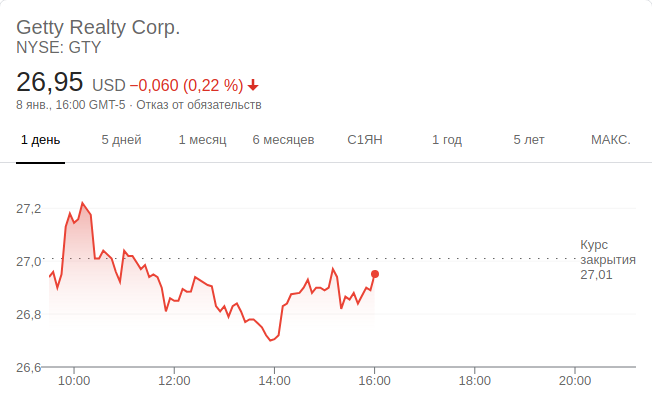 Getty Realty Corp.
NYSE: GTY
26,95 USD −0,060 (0,22 %)
8 янв., 16:00 GMT-5 · Отказ от обязательств
1 день 5 дней 1 месяц 6 месяцев С1ЯН 1 год 5 лет МАКС.
27,2
Курс
закрытия
27,01
27,0
26,8
26,6
10:00 12:00 14:00 16:00 18:00 20:00